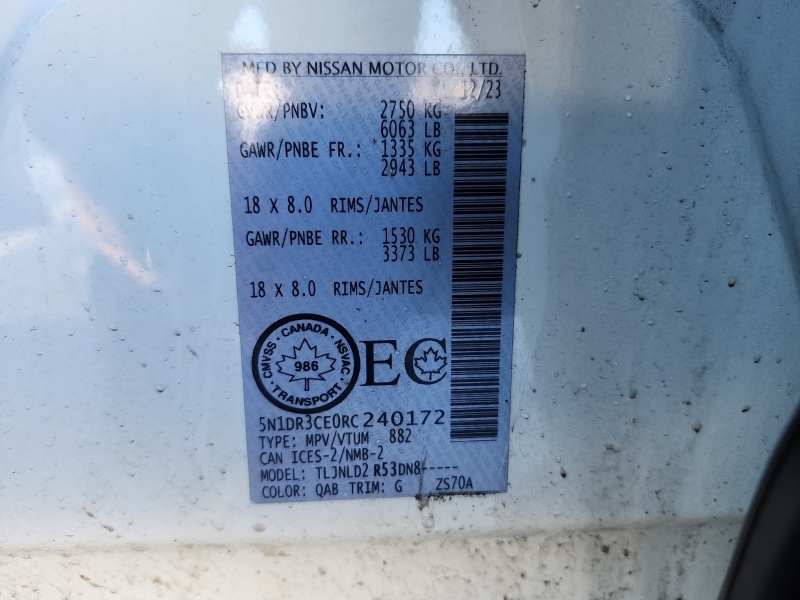 MFD BY NISSAN MOTOR CO., LTD.
12/23
GVWR/PNBV: 2750 KG
6063 LB
GAWR/PNBE FR.: 1335 KG
2943 LB
18 X 8.0 RIMS/JANTES
GAWR/PNBE RR.: 1530 KG
3373 LB
18 X 8.0 RIMS/JANTES
CANADA
CMVSS NSVAC
986
TRANSPORT
EC
5N1DR3CE0RC240172
TYPE: MPV/VTUM 882
CAN ICES-2/NMB-2
MODEL: TLJNLD2 R53DN8-----
COLOR: QAB TRIM: G ZS70A